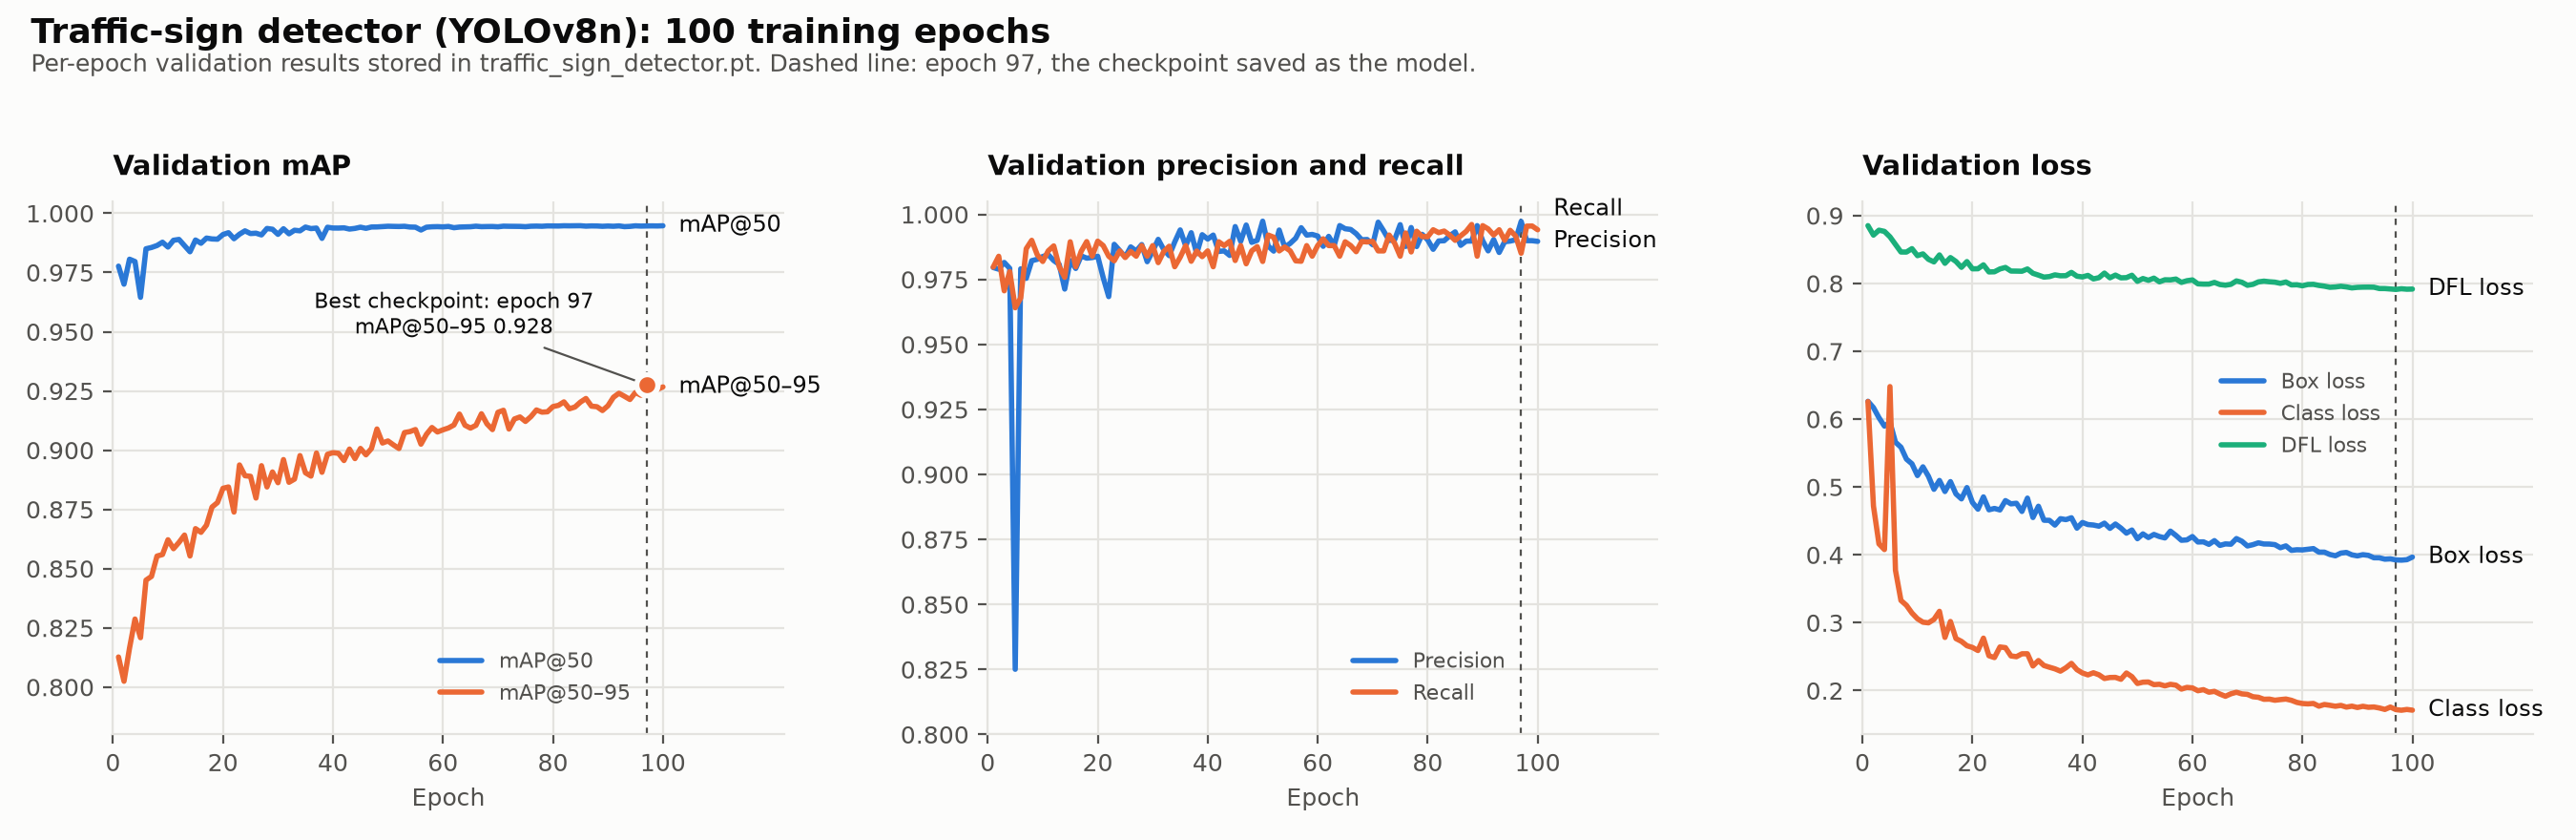 Traffic-sign detector (YOLOv8n): 100 training epochs
Per-epoch validation results stored in traffic_sign_detector.pt. Dashed line: epoch 97, the checkpoint saved as the model.
Validation mAP
1.000
0.975
0.950
0.925
0.900
0.875
0.850
0.825
0.800
mAP@50
Best checkpoint: epoch 97
mAP@50–95 0.928
mAP@50–95
mAP@50
mAP@50–95
0 20 40 60 80 100
Epoch
Validation precision and recall
1.000
0.975
0.950
0.925
0.900
0.875
0.850
0.825
0.800
Recall
Precision
Precision
Recall
0 20 40 60 80 100
Epoch
Validation loss
0.9
0.8
0.7
0.6
0.5
0.4
0.3
0.2
DFL loss
Box loss
Class loss
DFL loss
Box loss
Class loss
0 20 40 60 80 100
Epoch